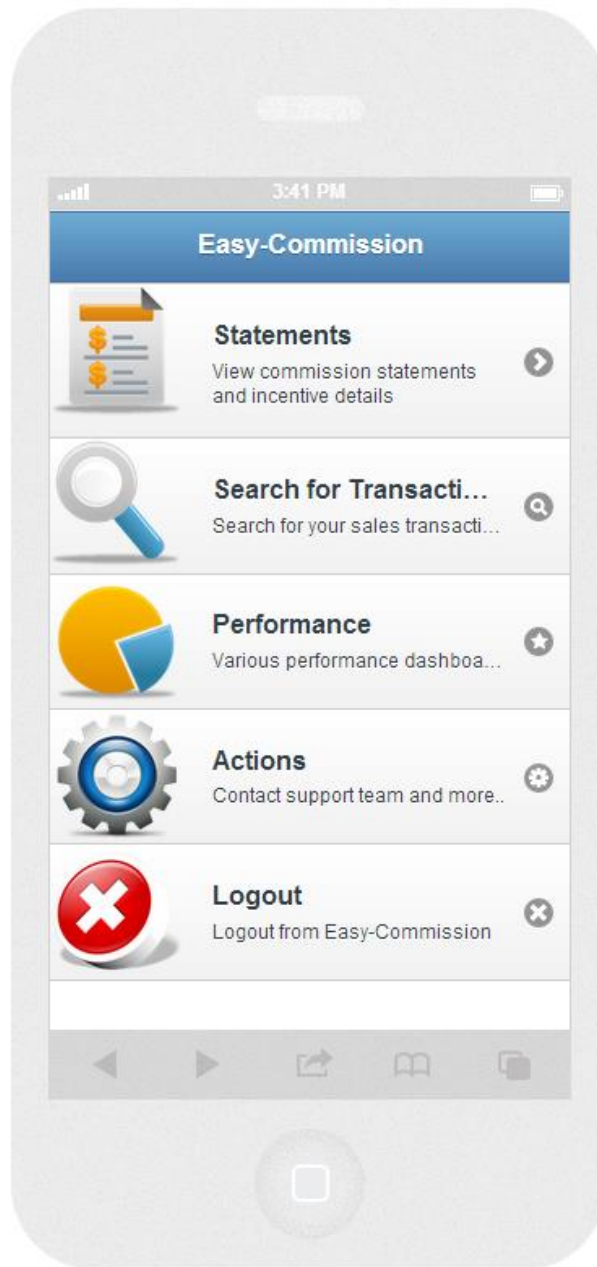 3:41 PM
Easy-Commission
Statements
View commission statements
and incentive details
Search for Transacti...
Search for your sales transacti...
Performance
Various performance dashboa...
Actions
Contact support team and more..
Logout
Logout from Easy-Commission